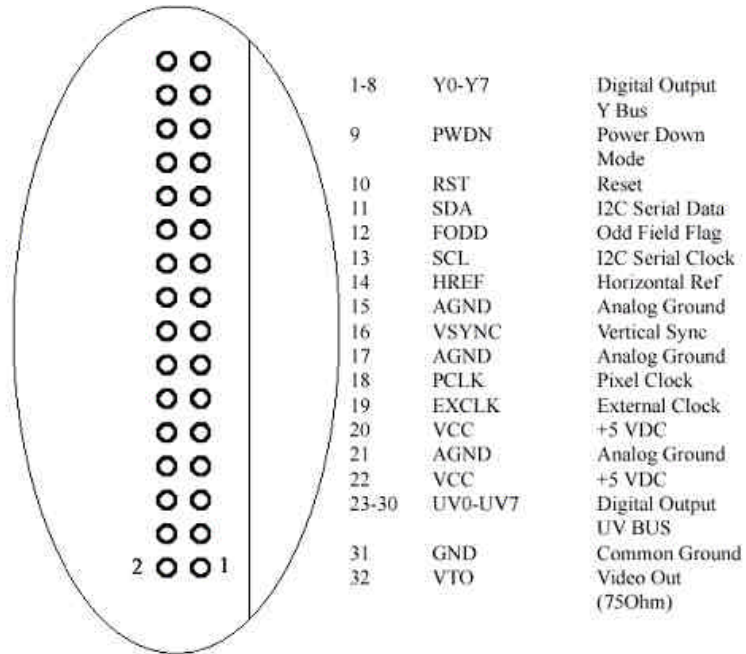 1-8 Y0-Y7 Digital Output
Y Bus
9 PWDN Power Down
Mode
10 RST Reset
11 SDA I2C Serial Data
12 FODD Odd Field Flag
13 SCL I2C Serial Clock
14 HREF Horizontal Ref
15 AGND Analog Ground
16 VSYNC Vertical Sync
17 AGND Analog Ground
18 PCLK Pixel Clock
19 EXCLK External Clock
20 VCC +5 VDC
21 AGND Analog Ground
22 VCC +5 VDC
23-30 UV0-UV7 Digital Output
UV BUS
2 1
31 GND Common Ground
32 VTO Video Out
(75Ohm)